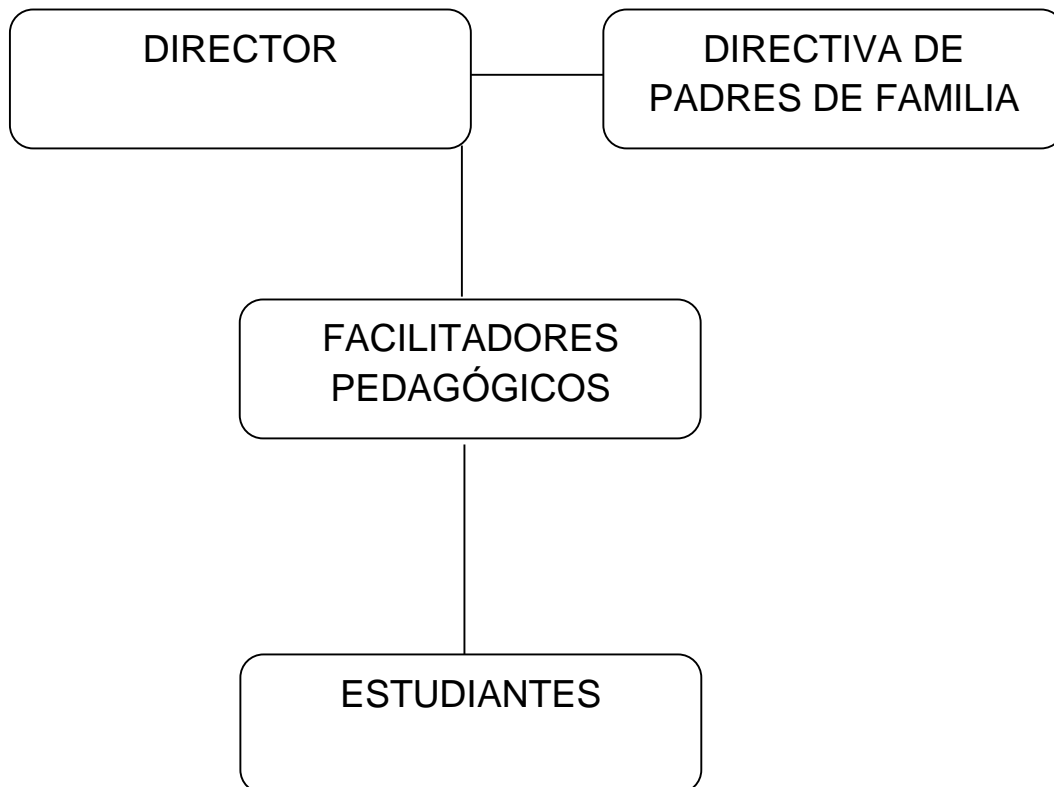 DIRECTOR
DIRECTIVA DE
PADRES DE FAMILIA
FACILITADORES
PEDAGÓGICOS
ESTUDIANTES